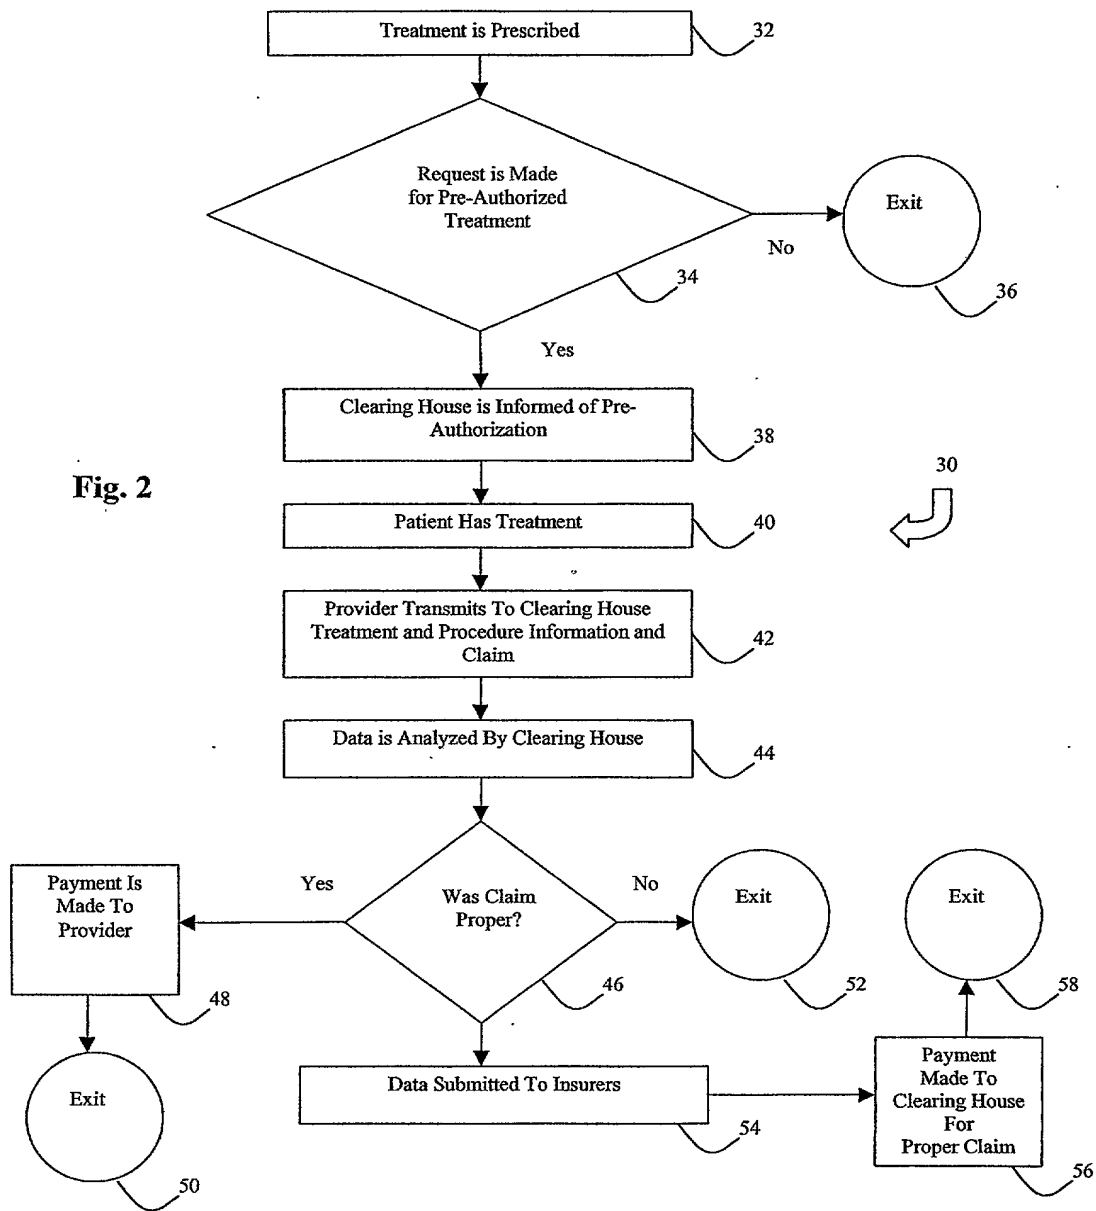 Treatment is Prescribed
32
Request is Made
for Pre-Authorized
Treatment
Exit
No
34
36
Yes
Clearing House is Informed of Pre-
Authorization
38
Fig. 2
30
Patient Has Treatment
40
Provider Transmits To Clearing House
Treatment and Procedure Information and
Claim
42
Data is Analyzed By Clearing House
44
Payment Is
Made To
Provider
Yes
Was Claim
Proper?
No
Exit
Exit
48
46
52
58
Exit
Data Submitted To Insurers
Payment
Made To
Clearing House
For
Proper Claim
54
50
56